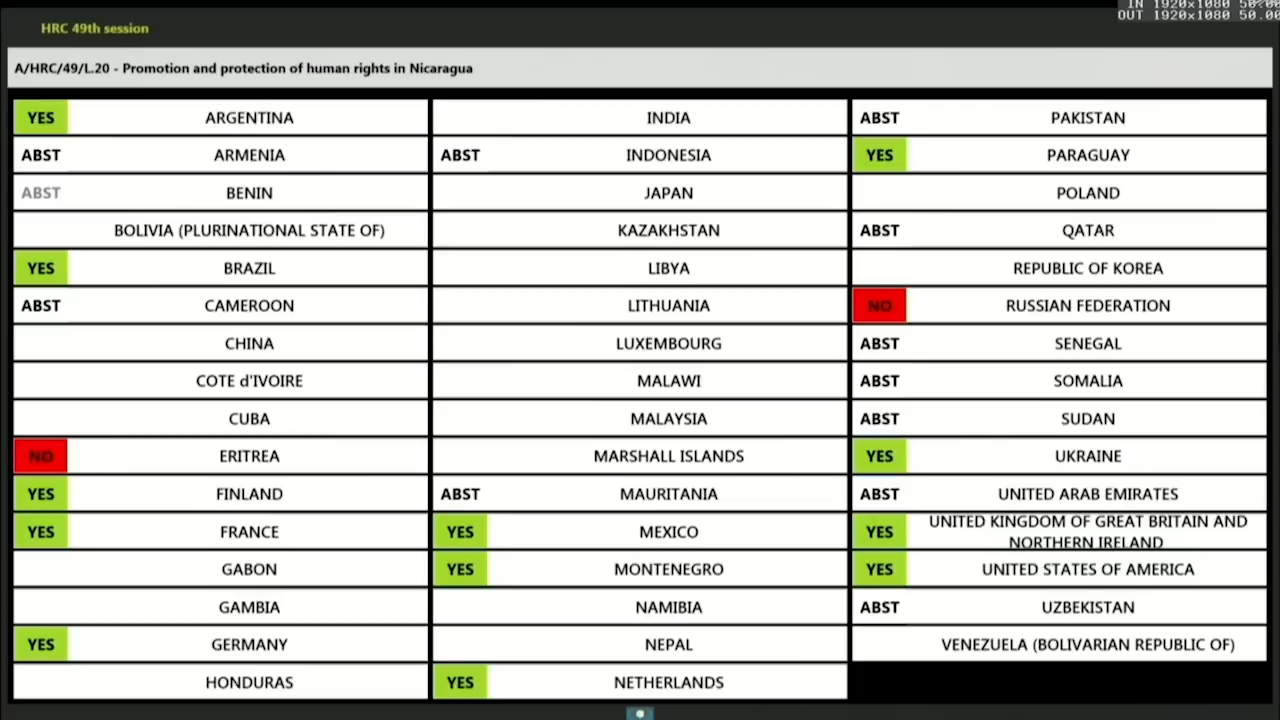 IN 1920x1080 50.00
OUT 1920x1080 50.00
HRC 49th session
A/HRC/49/L.20 - Promotion and protection of human rights in Nicaragua
YES ARGENTINA
ABST ARMENIA
ABST BENIN
BOLIVIA (PLURINATIONAL STATE OF)
YES BRAZIL
ABST CAMEROON
CHINA
COTE d'IVOIRE
CUBA
NO ERITREA
YES FINLAND
YES FRANCE
GABON
GAMBIA
YES GERMANY
HONDURAS
INDIA
ABST INDONESIA
JAPAN
KAZAKHSTAN
LIBYA
LITHUANIA
LUXEMBOURG
MALAWI
MALAYSIA
MARSHALL ISLANDS
ABST MAURITANIA
YES MEXICO
YES MONTENEGRO
NAMIBIA
NEPAL
YES NETHERLANDS
ABST PAKISTAN
YES PARAGUAY
POLAND
ABST QATAR
REPUBLIC OF KOREA
NO RUSSIAN FEDERATION
ABST SENEGAL
ABST SOMALIA
ABST SUDAN
YES UKRAINE
ABST UNITED ARAB EMIRATES
YES UNITED KINGDOM OF GREAT BRITAIN AND
NORTHERN IRELAND
YES UNITED STATES OF AMERICA
ABST UZBEKISTAN
VENEZUELA (BOLIVARIAN REPUBLIC OF)